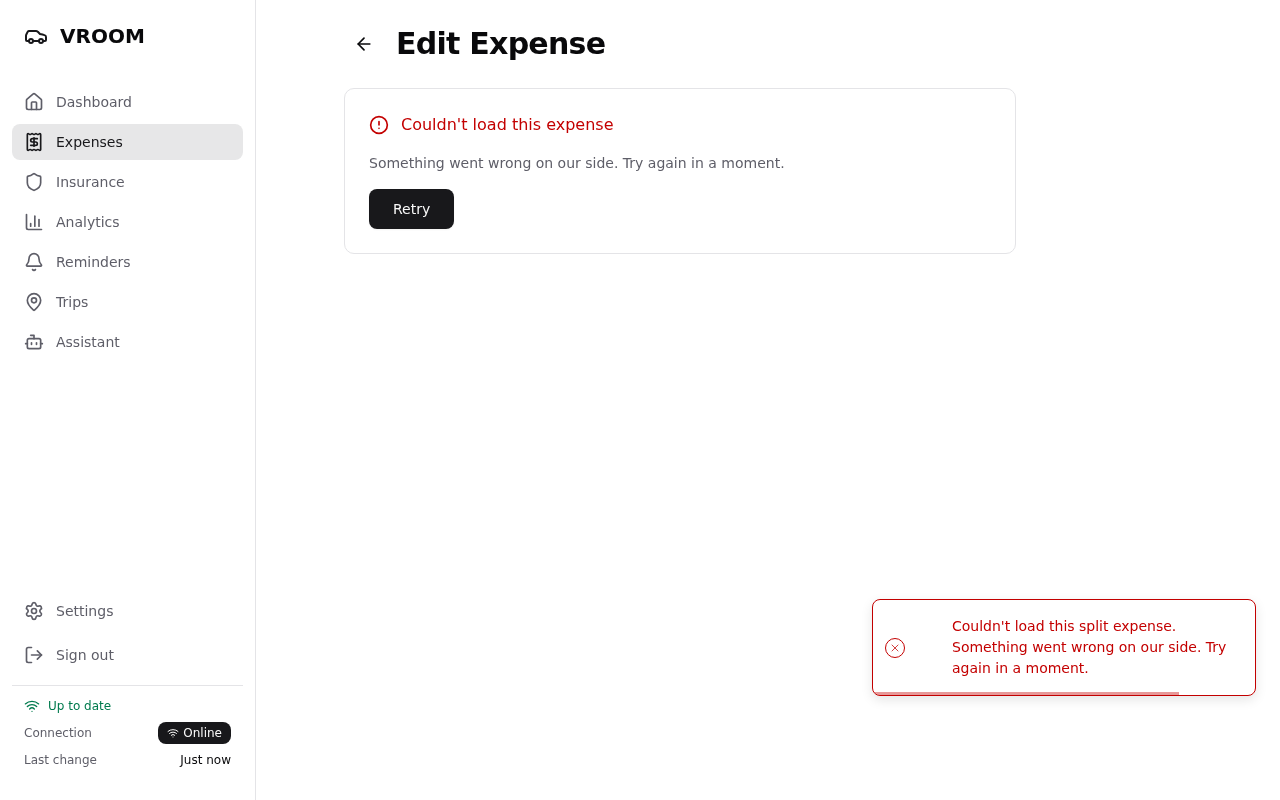 VROOM
Dashboard
Expenses
Insurance
Analytics
Reminders
Trips
Assistant
Settings
Sign out
Up to date
Connection
Online
Last change
Just now
Edit Expense
Couldn't load this expense
Something went wrong on our side. Try again in a moment.
Retry
Couldn't load this split expense.
Something went wrong on our side. Try
again in a moment.